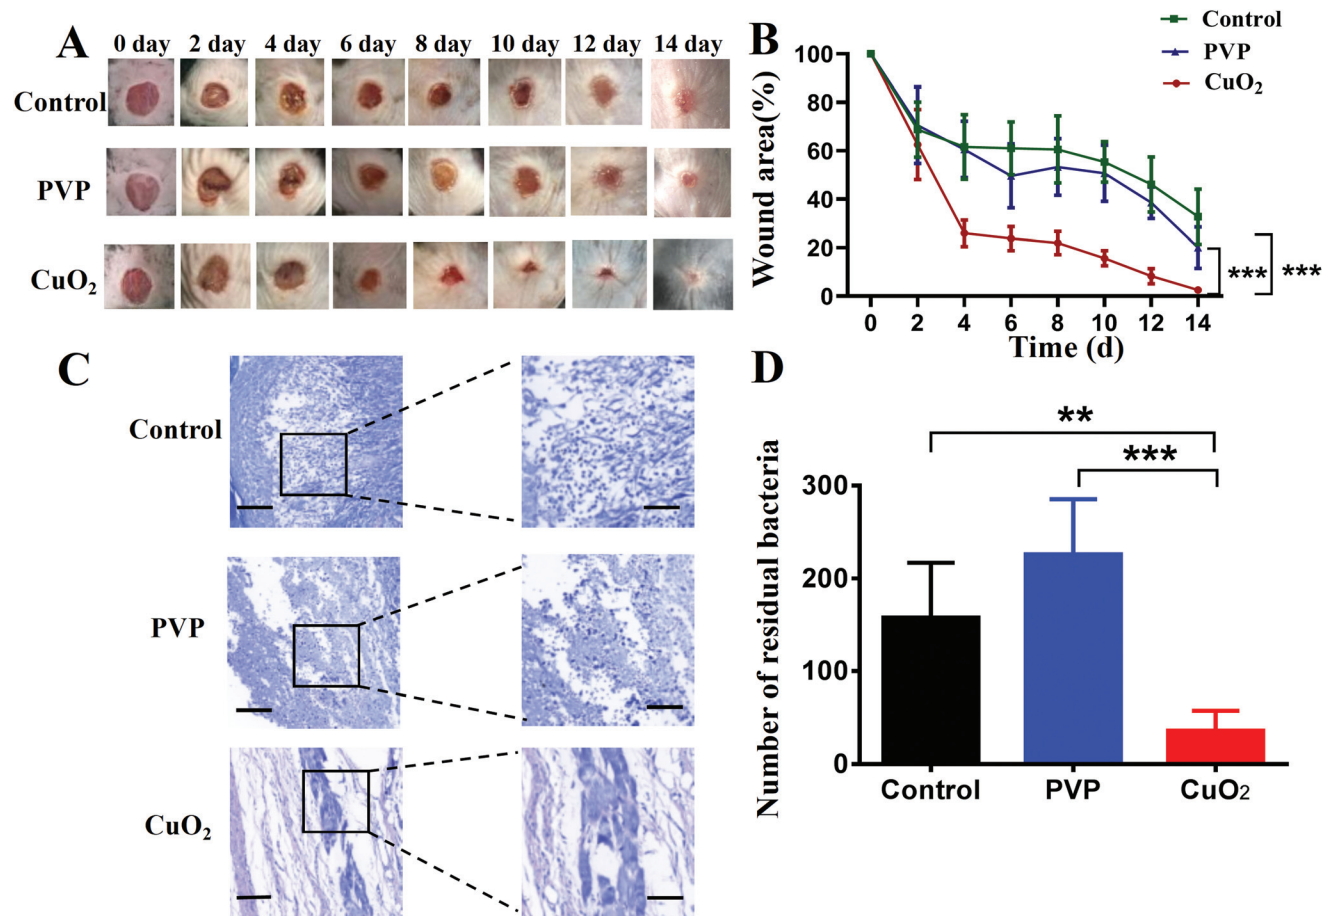 A
0 day 2 day 4 day 6 day 8 day 10 day 12 day 14 day
Control
PVP
CuO₂
B
Control
PVP
CuO₂
Wound area(%)
100
80
60
40
20
0
0 2 4 6 8 10 12 14
Time (d)
***
***
C
Control
PVP
CuO₂
D
**
***
Number of residual bacteria
300
200
100
0
Control PVP CuO₂